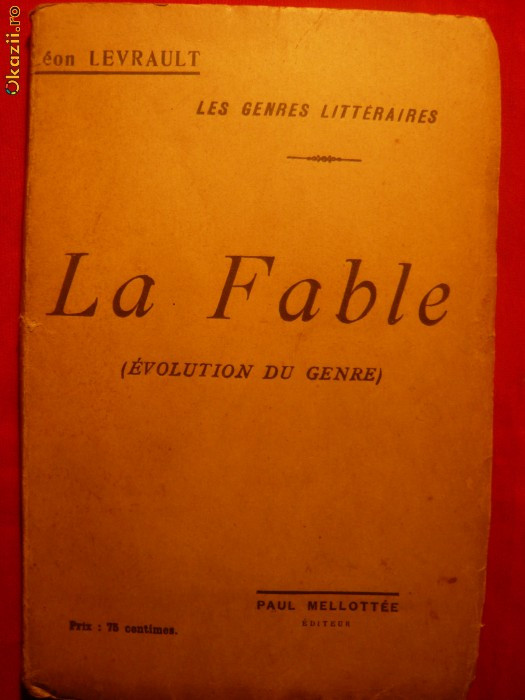 Okazii.ro
Léon LEVRAULT
LES GENRES LITTÉRAIRES
La Fable
(ÉVOLUTION DU GENRE)
PAUL MELLOTTÉE
ÉDITEUR
Prix : 75 centimes.